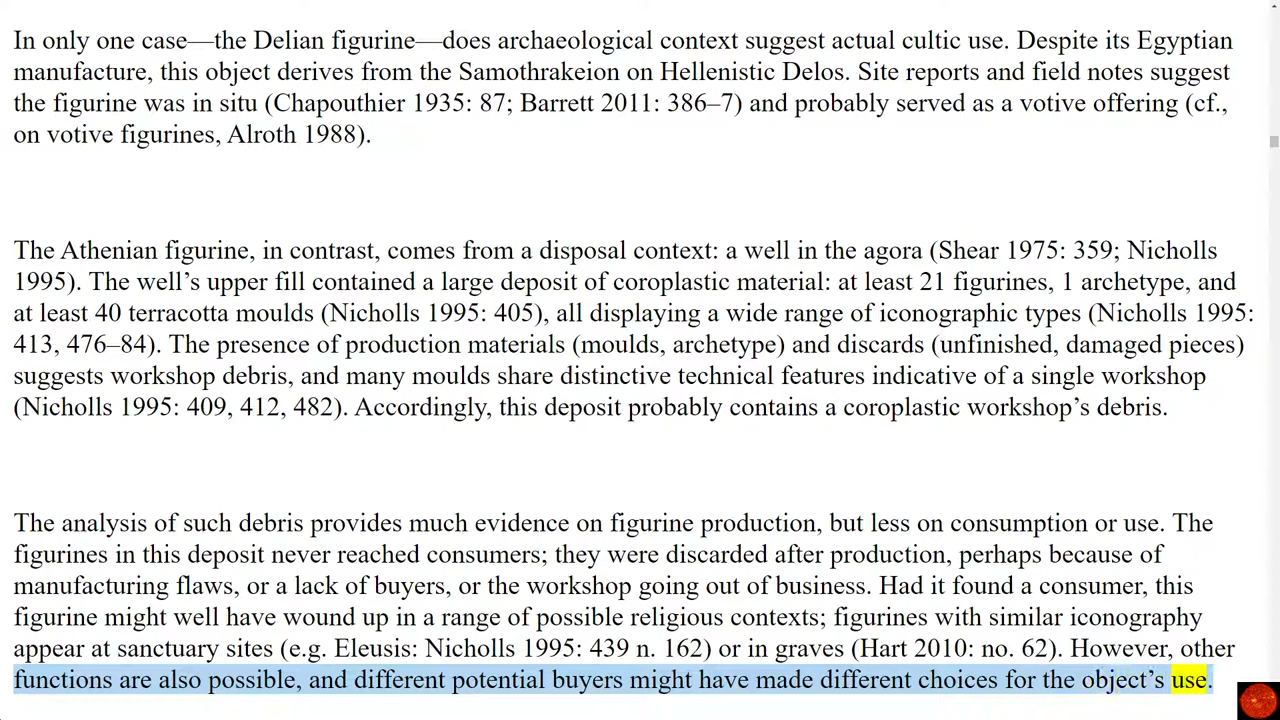 In only one case—the Delian figurine—does archaeological context suggest actual cultic use. Despite its Egyptian
manufacture, this object derives from the Samothrakeion on Hellenistic Delos. Site reports and field notes suggest
the figurine was in situ (Chapouthier 1935: 87; Barrett 2011: 386–7) and probably served as a votive offering (cf.,
on votive figurines, Alroth 1988).
The Athenian figurine, in contrast, comes from a disposal context: a well in the agora (Shear 1975: 359; Nicholls
1995). The well’s upper fill contained a large deposit of coroplastic material: at least 21 figurines, 1 archetype, and
at least 40 terracotta moulds (Nicholls 1995: 405), all displaying a wide range of iconographic types (Nicholls 1995:
413, 476–84). The presence of production materials (moulds, archetype) and discards (unfinished, damaged pieces)
suggests workshop debris, and many moulds share distinctive technical features indicative of a single workshop
(Nicholls 1995: 409, 412, 482). Accordingly, this deposit probably contains a coroplastic workshop’s debris.
The analysis of such debris provides much evidence on figurine production, but less on consumption or use. The
figurines in this deposit never reached consumers; they were discarded after production, perhaps because of
manufacturing flaws, or a lack of buyers, or the workshop going out of business. Had it found a consumer, this
figurine might well have wound up in a range of possible religious contexts; figurines with similar iconography
appear at sanctuary sites (e.g. Eleusis: Nicholls 1995: 439 n. 162) or in graves (Hart 2010: no. 62). However, other
functions are also possible, and different potential buyers might have made different choices for the object’s use.